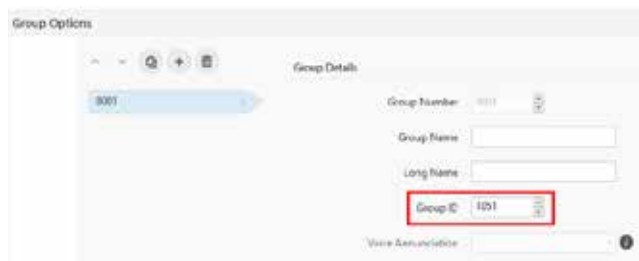 Group Options
Group Details
0001
Group Number
Group Name
Long Name
Group ID 1051
Voice Annunciation